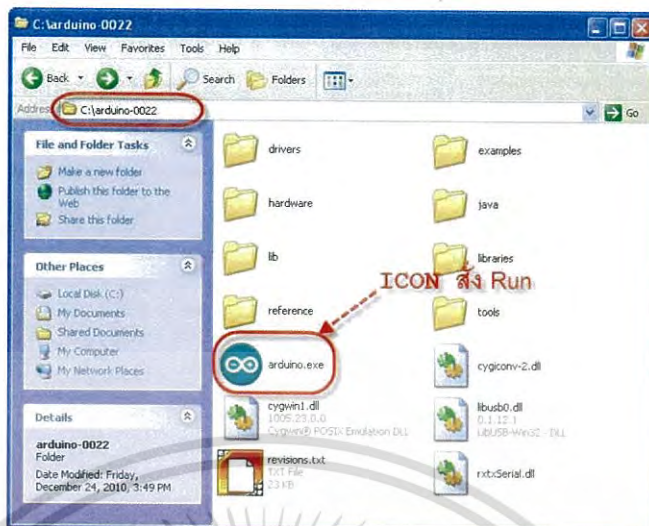 C:\arduino-0022
File Edit View Favorites Tools Help
Back Search Folders
Address C:\arduino-0022 Go
File and Folder Tasks
Make a new folder
Publish this folder to the
Web
Share this folder
Other Places
Local Disk (C:)
My Documents
Shared Documents
My Computer
My Network Places
Details
arduino-0022
Folder
Date Modified: Friday,
December 24, 2010, 3:49 PM
drivers
examples
hardware
java
lib
libraries
ICON สั่ง Run
reference
tools
arduino.exe
cygiconv-2.dll
cygwin1.dll
1005.23.0.0
Cygwin® POSIX Emulation DLL
libusb0.dll
0.1.12.1
LibUSB-Win32 - DLL
revisions.txt
TXT File
23 KB
rxtxSerial.dll